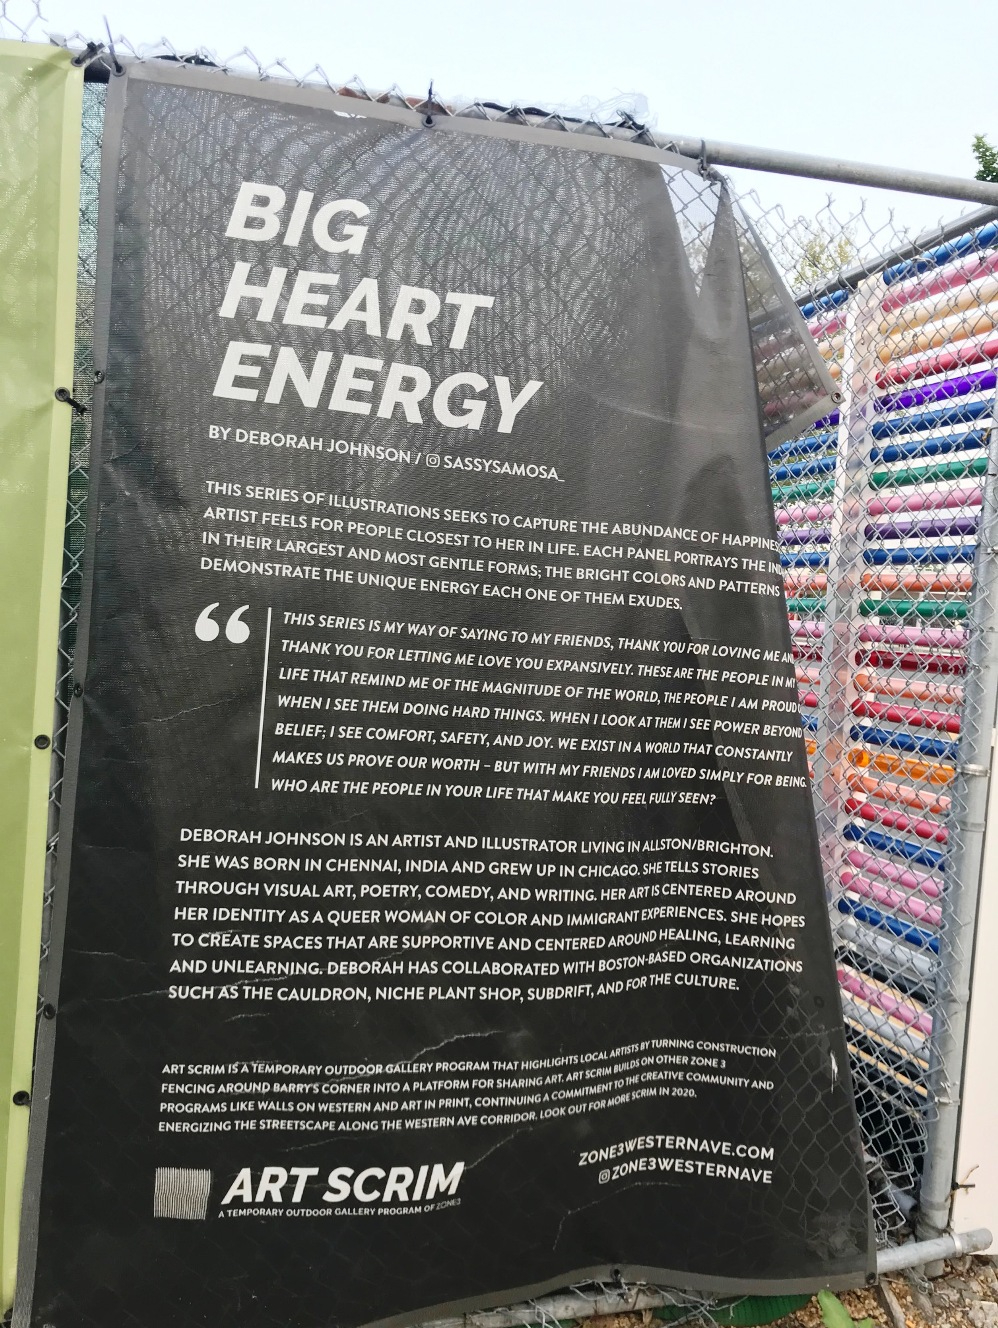 BIG
HEART
ENERGY
BY DEBORAH JOHNSON / SASSYSAMOSA_
THIS SERIES OF ILLUSTRATIONS SEEKS TO CAPTURE THE ABUNDANCE OF
ARTIST FEELS FOR PEOPLE CLOSEST TO HER IN LIFE. EACH PANEL PORTRAYS THE
IN THEIR LARGEST AND MOST GENTLE FORMS; THE BRIGHT COLORS AND PATTERNS
DEMONSTRATE THE UNIQUE ENERGY EACH ONE OF THEM EXUDES.
“ THIS SERIES IS MY WAY OF SAYING TO MY FRIENDS, THANK YOU FOR LOVING ME
THANK YOU FOR LETTING ME LOVE YOU EXPANSIVELY. THESE ARE THE PEOPLE IN MY
LIFE THAT REMIND ME OF THE MAGNITUDE OF THE WORLD, THE PEOPLE I AM PROUD
WHEN I SEE THEM DOING HARD THINGS. WHEN I LOOK AT THEM I SEE POWER BEYOND
BELIEF; I SEE COMFORT, SAFETY, AND JOY. WE EXIST IN A WORLD THAT CONSTANTLY
MAKES US PROVE OUR WORTH – BUT WITH MY FRIENDS I AM LOVED SIMPLY FOR BEING.
WHO ARE THE PEOPLE IN YOUR LIFE THAT MAKE YOU FEEL FULLY SEEN?
DEBORAH JOHNSON IS AN ARTIST AND ILLUSTRATOR LIVING IN ALLSTON/BRIGHTON.
SHE WAS BORN IN CHENNAI, INDIA AND GREW UP IN CHICAGO. SHE TELLS STORIES
THROUGH VISUAL ART, POETRY, COMEDY, AND WRITING. HER ART IS CENTERED AROUND
HER IDENTITY AS A QUEER WOMAN OF COLOR AND IMMIGRANT EXPERIENCES. SHE HOPES
TO CREATE SPACES THAT ARE SUPPORTIVE AND CENTERED AROUND HEALING, LEARNING
AND UNLEARNING. DEBORAH HAS COLLABORATED WITH BOSTON-BASED ORGANIZATIONS
SUCH AS THE CAULDRON, NICHE PLANT SHOP, SUBDRIFT, AND FOR THE CULTURE.
ART SCRIM IS A TEMPORARY OUTDOOR GALLERY PROGRAM THAT HIGHLIGHTS LOCAL ARTISTS BY TURNING CONSTRUCTION
FENCING AROUND BARRY'S CORNER INTO A PLATFORM FOR SHARING ART. ART SCRIM BUILDS ON OTHER ZONE 3
PROGRAMS LIKE WALLS ON WESTERN AND ART IN PRINT, CONTINUING A COMMITMENT TO THE CREATIVE COMMUNITY AND
ENERGIZING THE STREETSCAPE ALONG THE WESTERN AVE CORRIDOR. LOOK OUT FOR MORE SCRIM IN 2020.
ART SCRIM
A TEMPORARY OUTDOOR GALLERY PROGRAM OF ZONE3
ZONE3WESTERNAVE.COM
ZONE3WESTERNAVE